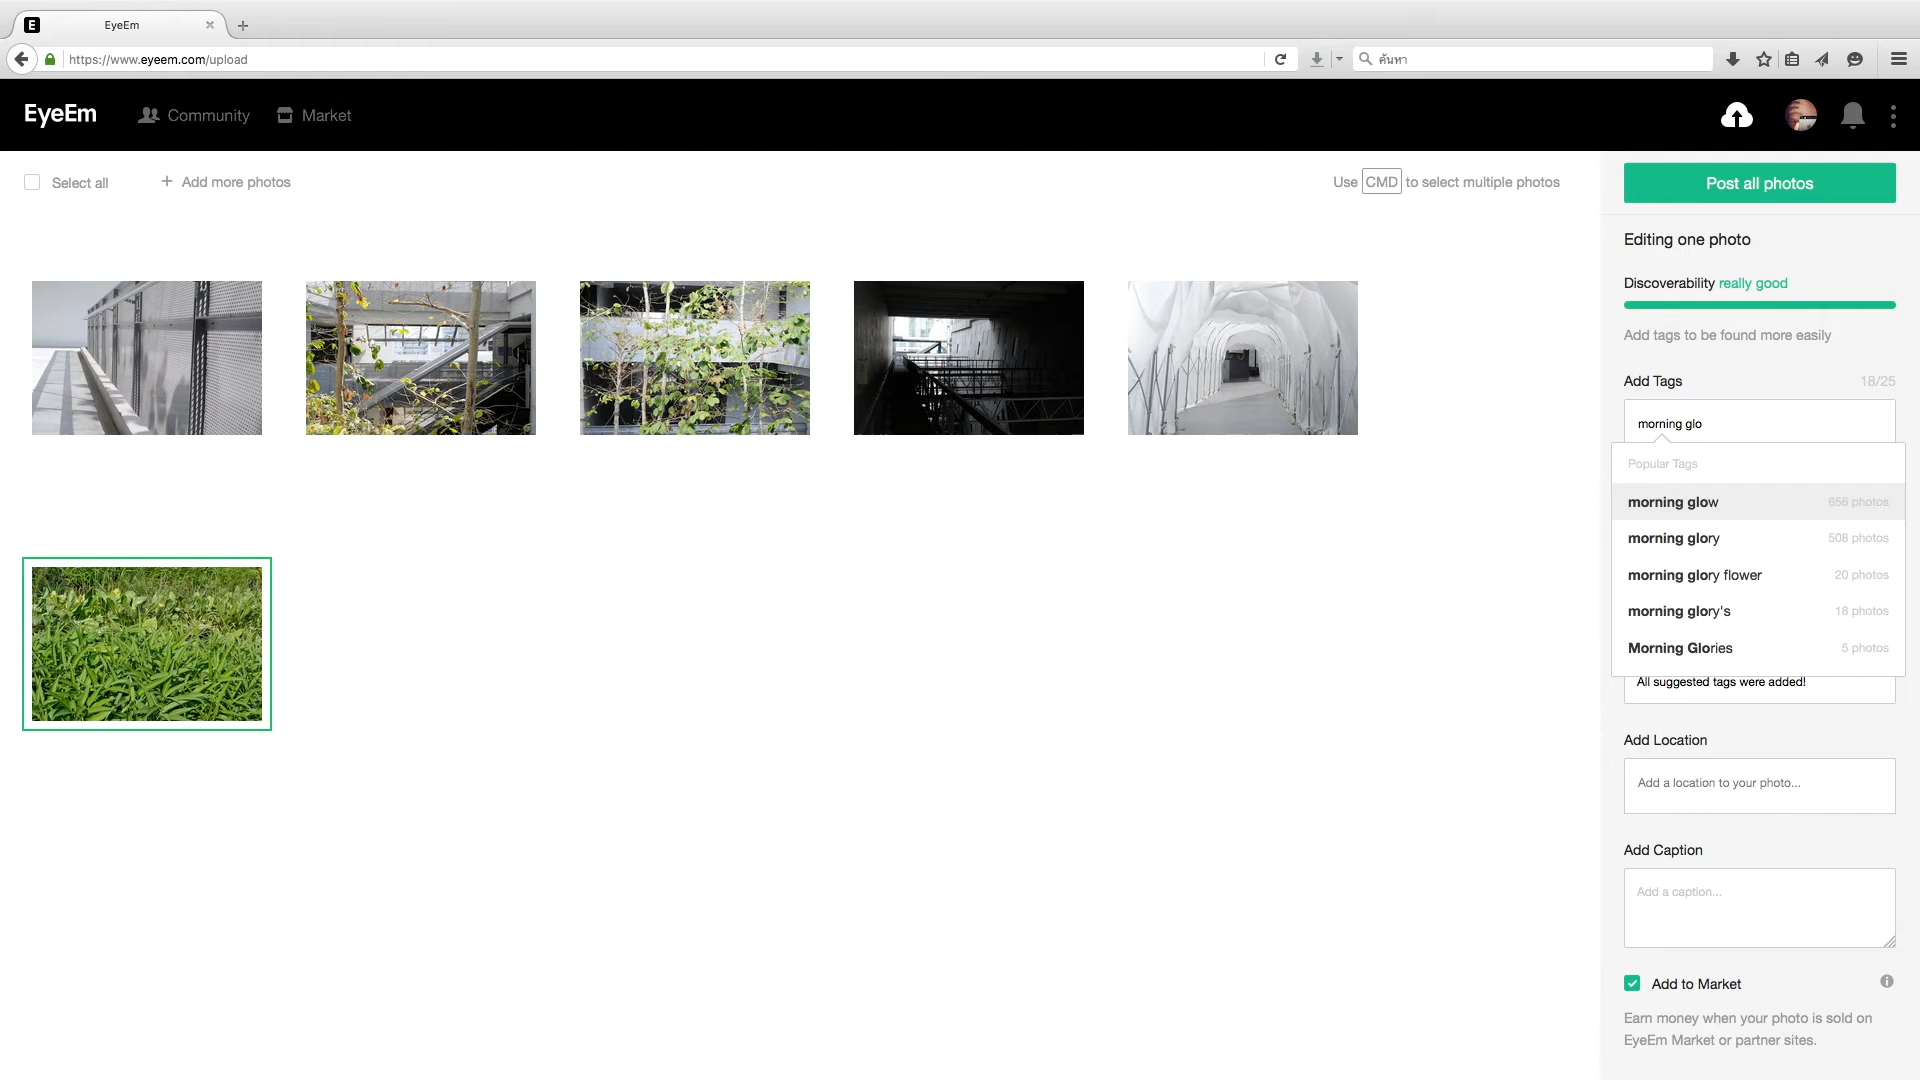 EyeEm
https://www.eyeem.com/upload
ค้นหา
EyeEm
Community
Market
Select all
+ Add more photos
Use CMD to select multiple photos
Post all photos
Editing one photo
Discoverability really good
Add tags to be found more easily
Add Tags 18/25
morning glo
Popular Tags
morning glow 656 photos
morning glory 508 photos
morning glory flower 20 photos
morning glory's 18 photos
Morning Glories 5 photos
All suggested tags were added!
Add Location
Add a location to your photo...
Add Caption
Add a caption...
Add to Market
Earn money when your photo is sold on
EyeEm Market or partner sites.